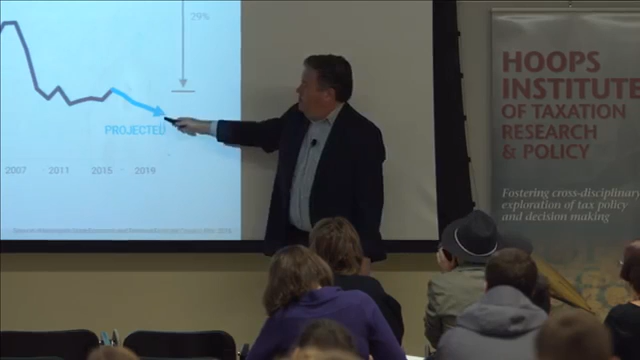 29%
PROJECTED
2007 2011 2015 2019
HOOPS
INSTITUTE
OF TAXATION
RESEARCH
& POLICY
Fostering cross-disciplinary
exploration of tax policy
and decision making